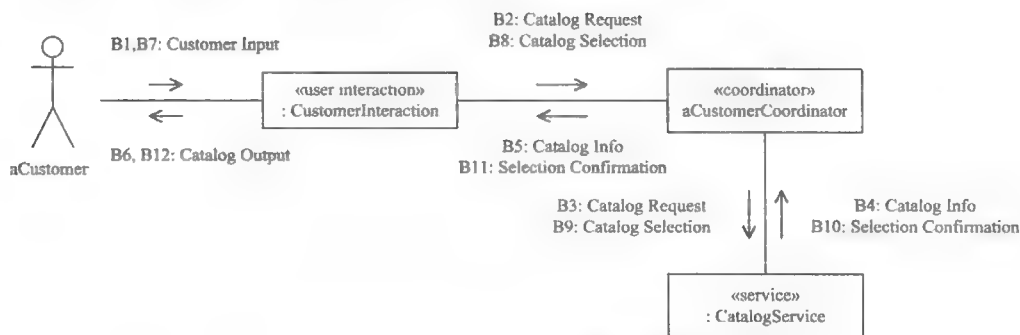 B2: Catalog Request
B8: Catalog Selection
B1,B7: Customer Input
«user interaction»
: CustomerInteraction
«coordinator»
aCustomerCoordinator
B6, B12: Catalog Output
aCustomer
B5: Catalog Info
B11: Selection Confirmation
B3: Catalog Request
B9: Catalog Selection
B4: Catalog Info
B10: Selection Confirmation
«service»
: CatalogService